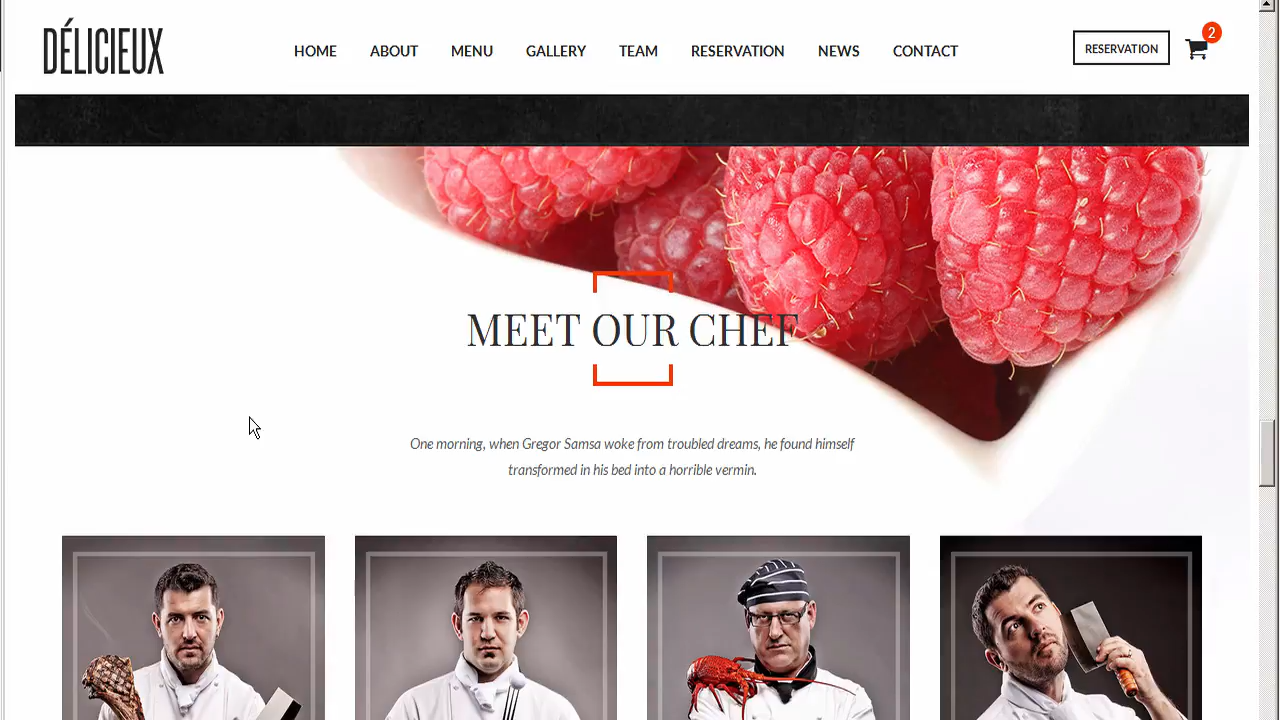 DÉLICIEUX
HOME ABOUT MENU GALLERY TEAM RESERVATION NEWS CONTACT
RESERVATION
2
MEET OUR CHEF
One morning, when Gregor Samsa woke from troubled dreams, he found himself
transformed in his bed into a horrible vermin.